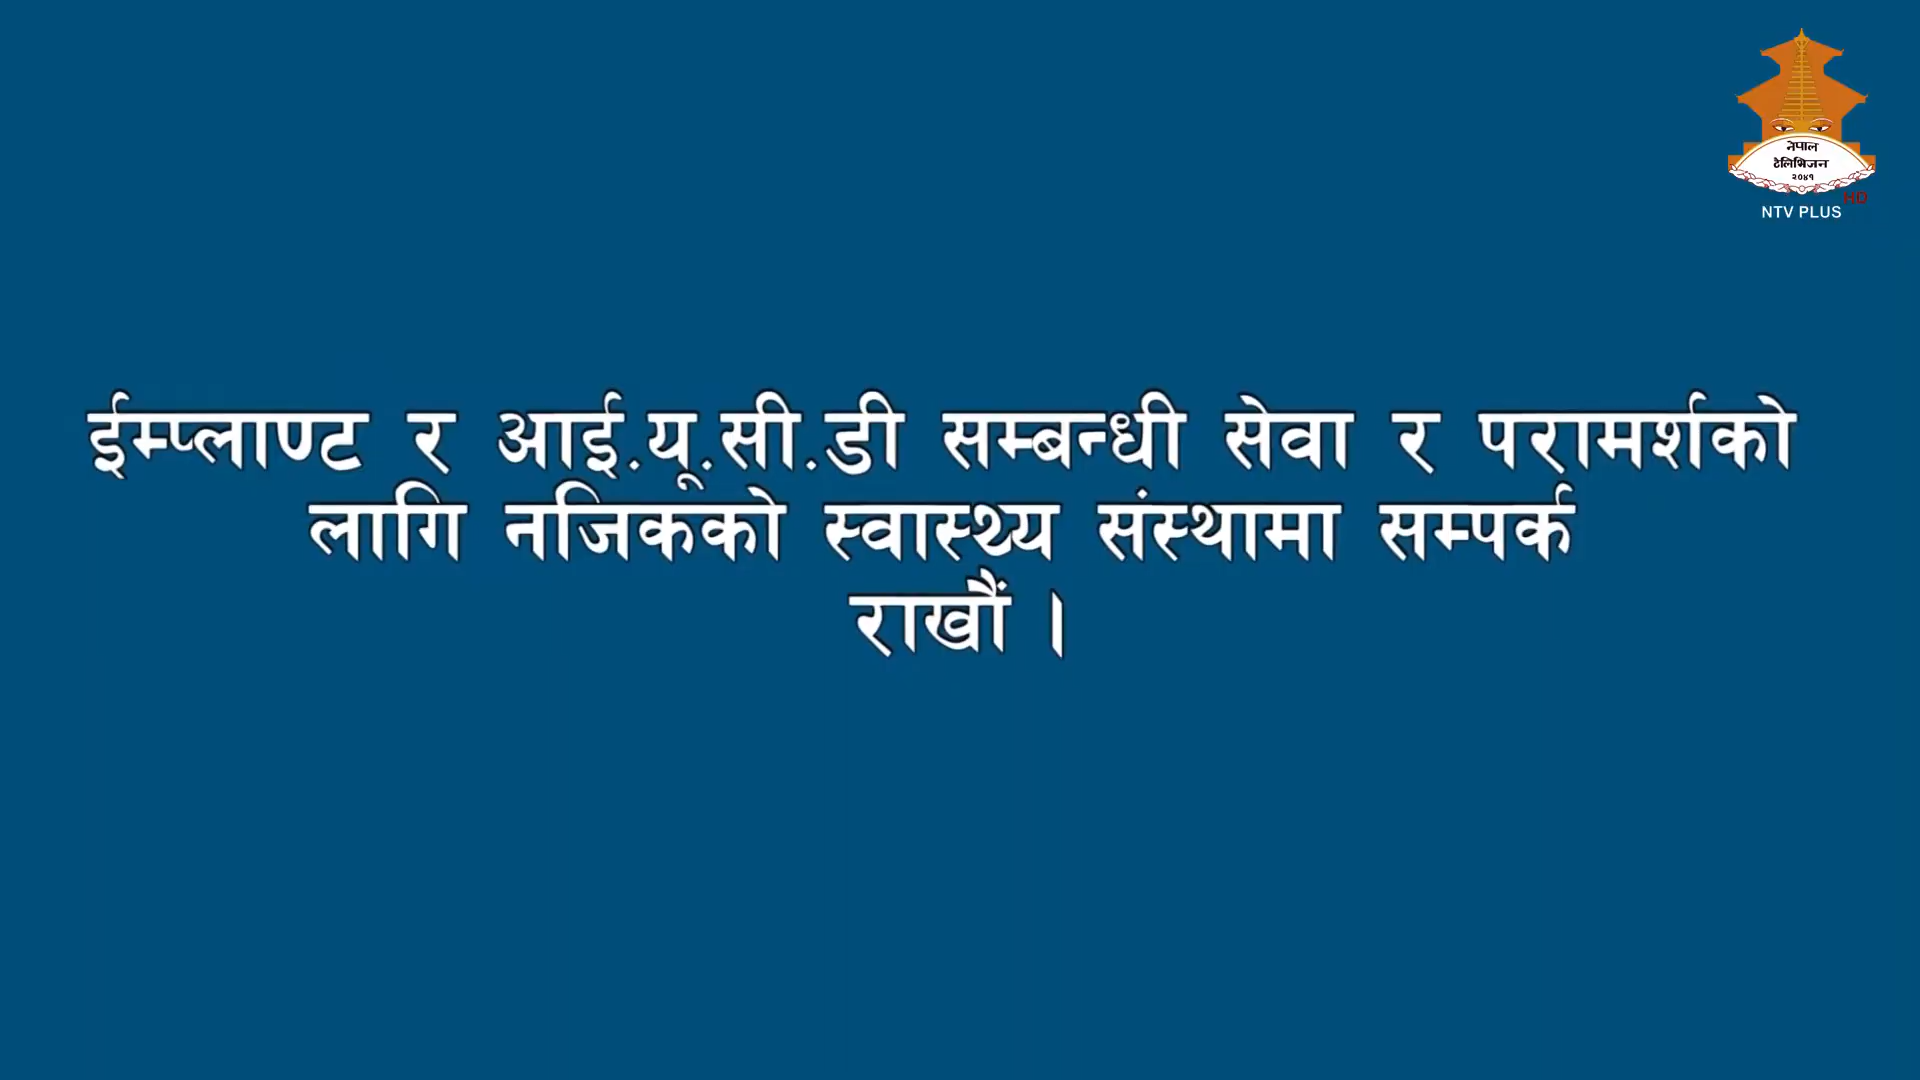 नेपाल
टेलिभिजन
२०४१
HD
NTV PLUS
ईम्प्लाण्ट र आई.यू.सी.डी सम्बन्धी सेवा र परामर्शको
लागि नजिकको स्वास्थ्य संस्थामा सम्पर्क
राखौं ।